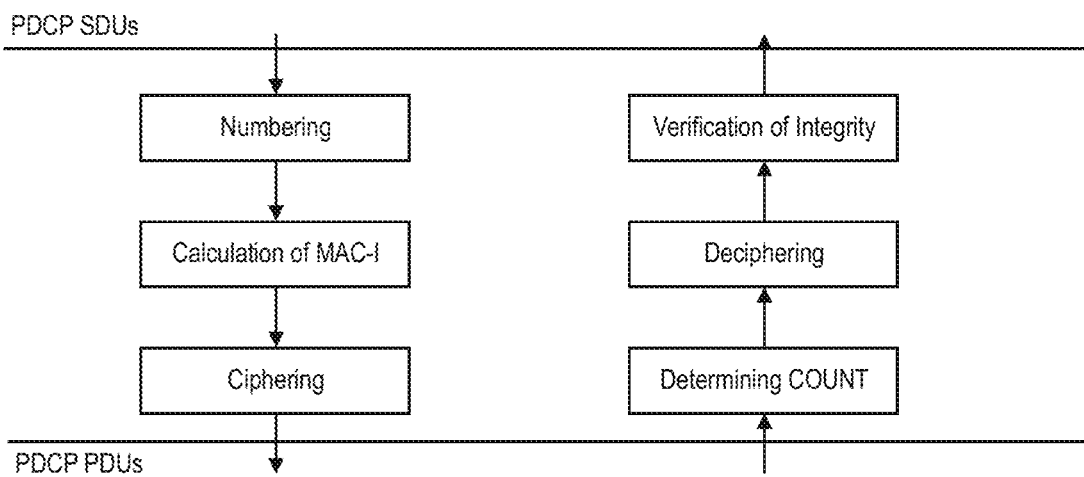 PDCP SDUs
Numbering
Verification of Integrity
Calculation of MAC-I
Deciphering
Ciphering
Determining COUNT
PDCP PDUs